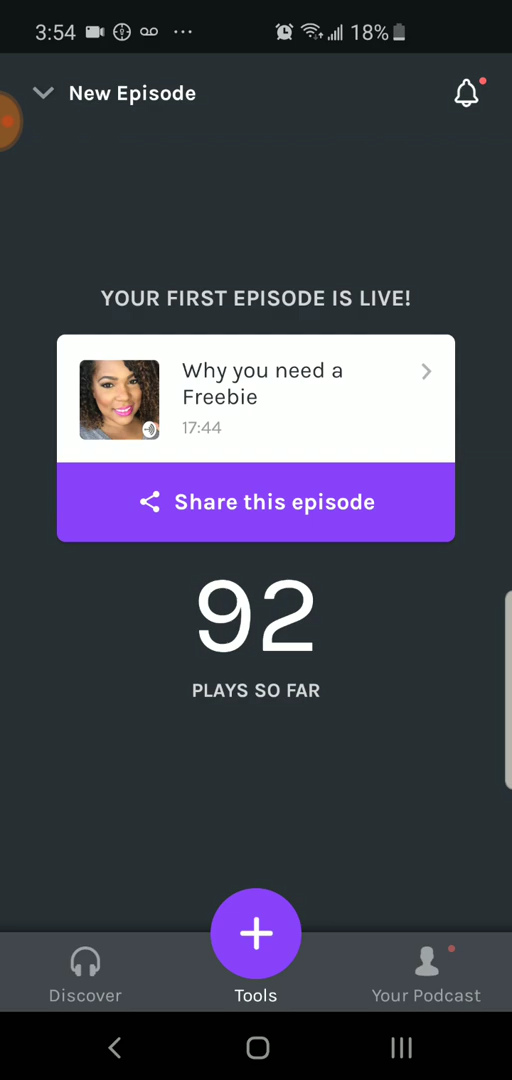 3:54 18%
New Episode
YOUR FIRST EPISODE IS LIVE!
Why you need a
Freebie
17:44
Share this episode
92
PLAYS SO FAR
Discover Tools Your Podcast